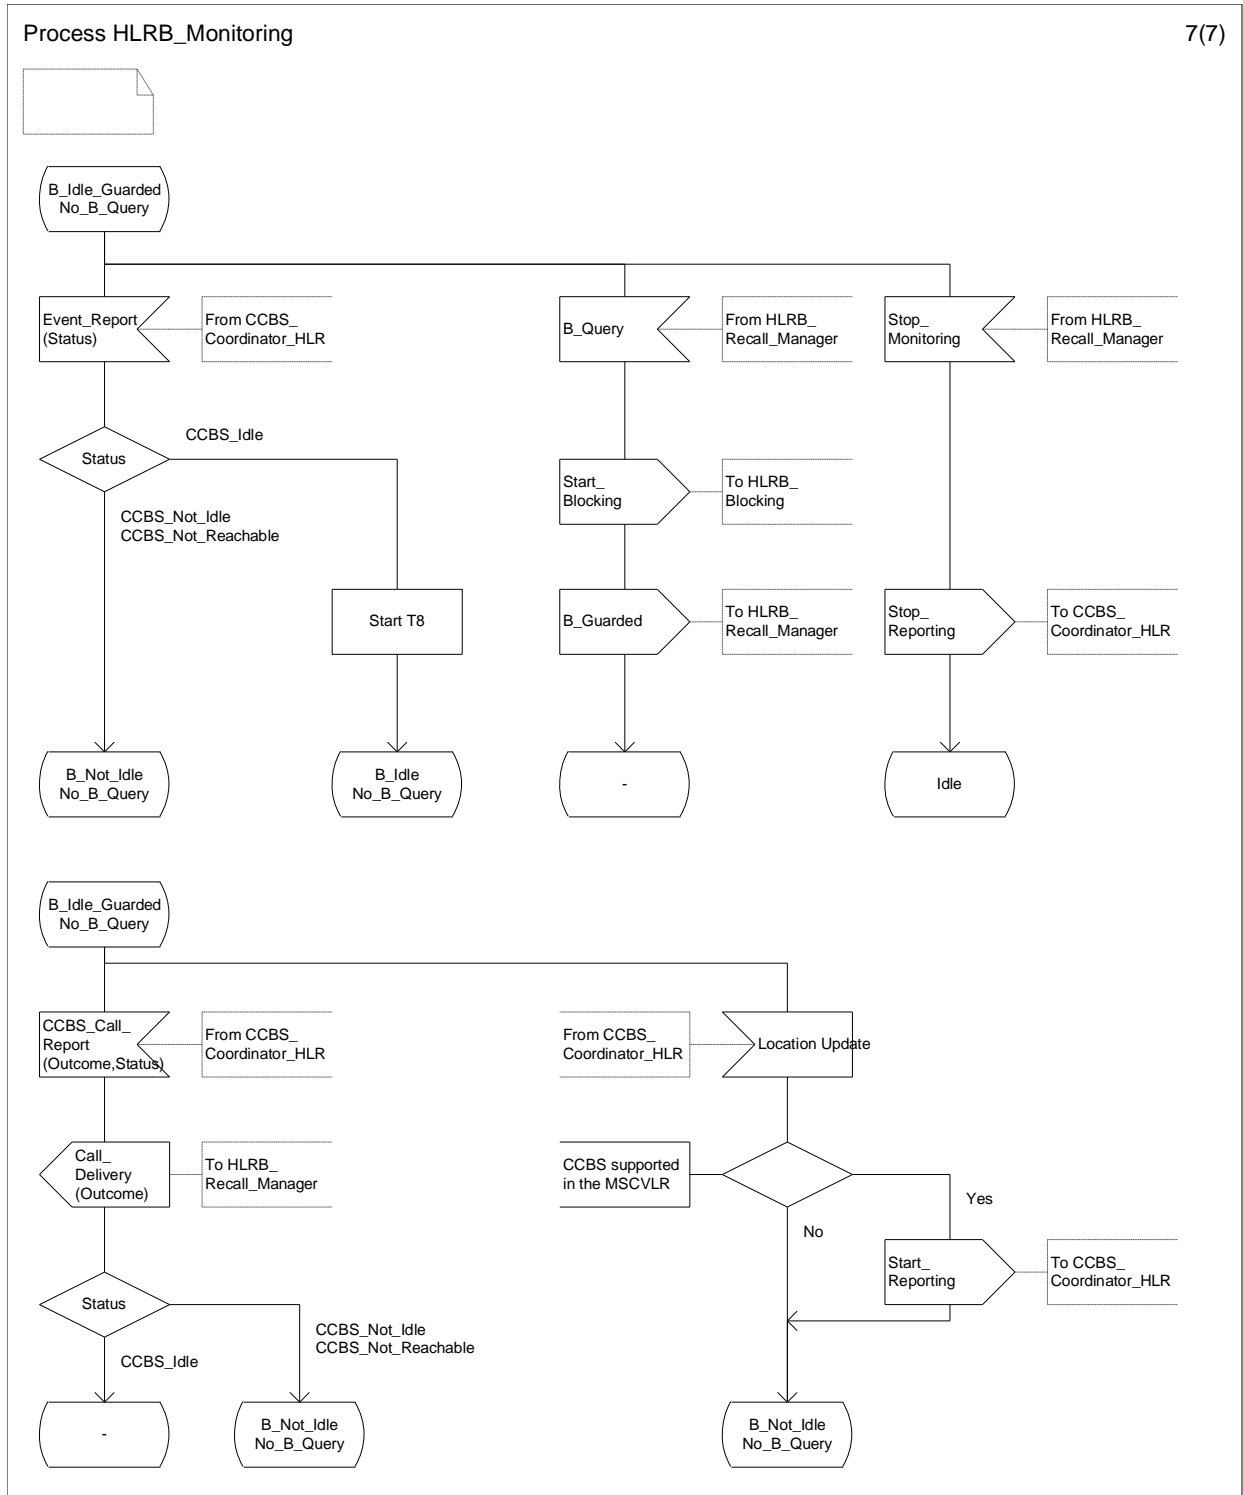 Process HLRB_Monitoring
7(7)
B_Idle_Guarded
No_B_Query
Event_Report
(Status)
From CCBS_
Coordinator_HLR
B_Query
From HLRB_
Recall_Manager
Stop_
Monitoring
From HLRB_
Recall_Manager
Status
CCBS_Idle
CCBS_Not_Idle
CCBS_Not_Reachable
Start_
Blocking
To HLRB_
Blocking
Start T8
B_Guarded
To HLRB_
Recall_Manager
Stop_
Reporting
To CCBS_
Coordinator_HLR
B_Not_Idle
No_B_Query
B_Idle
No_B_Query
-
Idle
B_Idle_Guarded
No_B_Query
CCBS_Call_
Report
(Outcome,Status)
From CCBS_
Coordinator_HLR
From CCBS_
Coordinator_HLR
Location Update
Call_
Delivery
(Outcome)
To HLRB_
Recall_Manager
CCBS supported
in the MSCVLR
Yes
No
Start_
Reporting
To CCBS_
Coordinator_HLR
Status
CCBS_Not_Idle
CCBS_Not_Reachable
CCBS_Idle
-
B_Not_Idle
No_B_Query
B_Not_Idle
No_B_Query